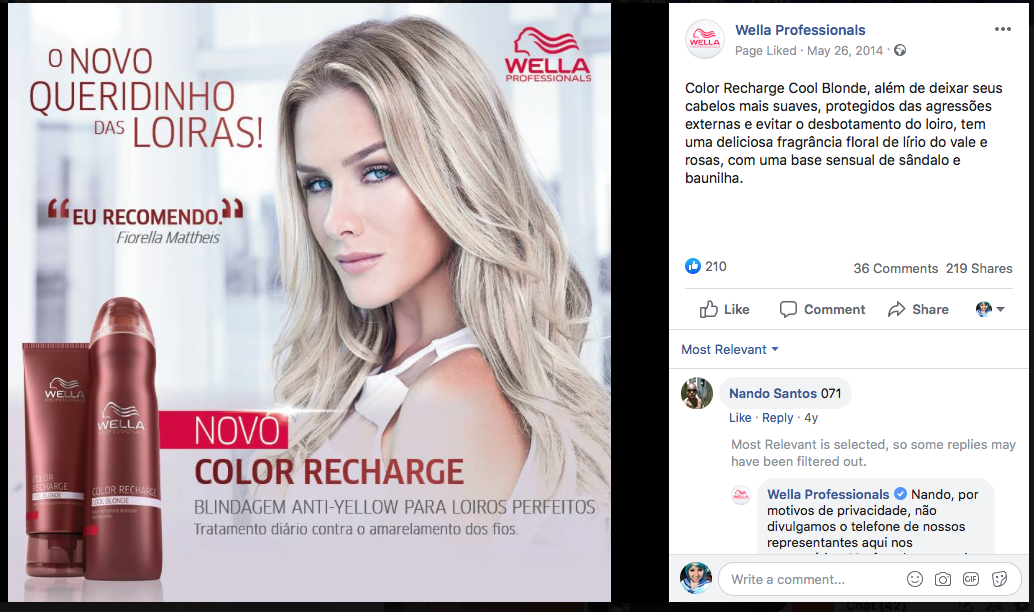 O NOVO
QUERIDINHO
DAS LOIRAS!
“EU RECOMENDO.”
Fiorella Mattheis
WELLA
PROFESSIONALS
WELLA
WELLA
COLOR
RECHARGE
COOL BLONDE
COLOR RECHARGE
COOL BLONDE
NOVO
COLOR RECHARGE
BLINDAGEM ANTI-YELLOW PARA LOIROS PERFEITOS
Tratamento diário contra o amarelamento dos fios.
WELLA
Wella Professionals
Page Liked · May 26, 2014 ·
Color Recharge Cool Blonde, além de deixar seus
cabelos mais suaves, protegidos das agressões
externas e evitar o desbotamento do loiro, tem
uma deliciosa fragrância floral de lírio do vale e
rosas, com uma base sensual de sândalo e
baunilha.
210
36 Comments 219 Shares
Like Comment Share
Most Relevant
Nando Santos 071
Like · Reply · 4y
Most Relevant is selected, so some replies may
have been filtered out.
Wella Professionals Nando, por
motivos de privacidade, não
divulgamos o telefone de nossos
representantes aqui nos
Write a comment...
GIF
Chat (42)